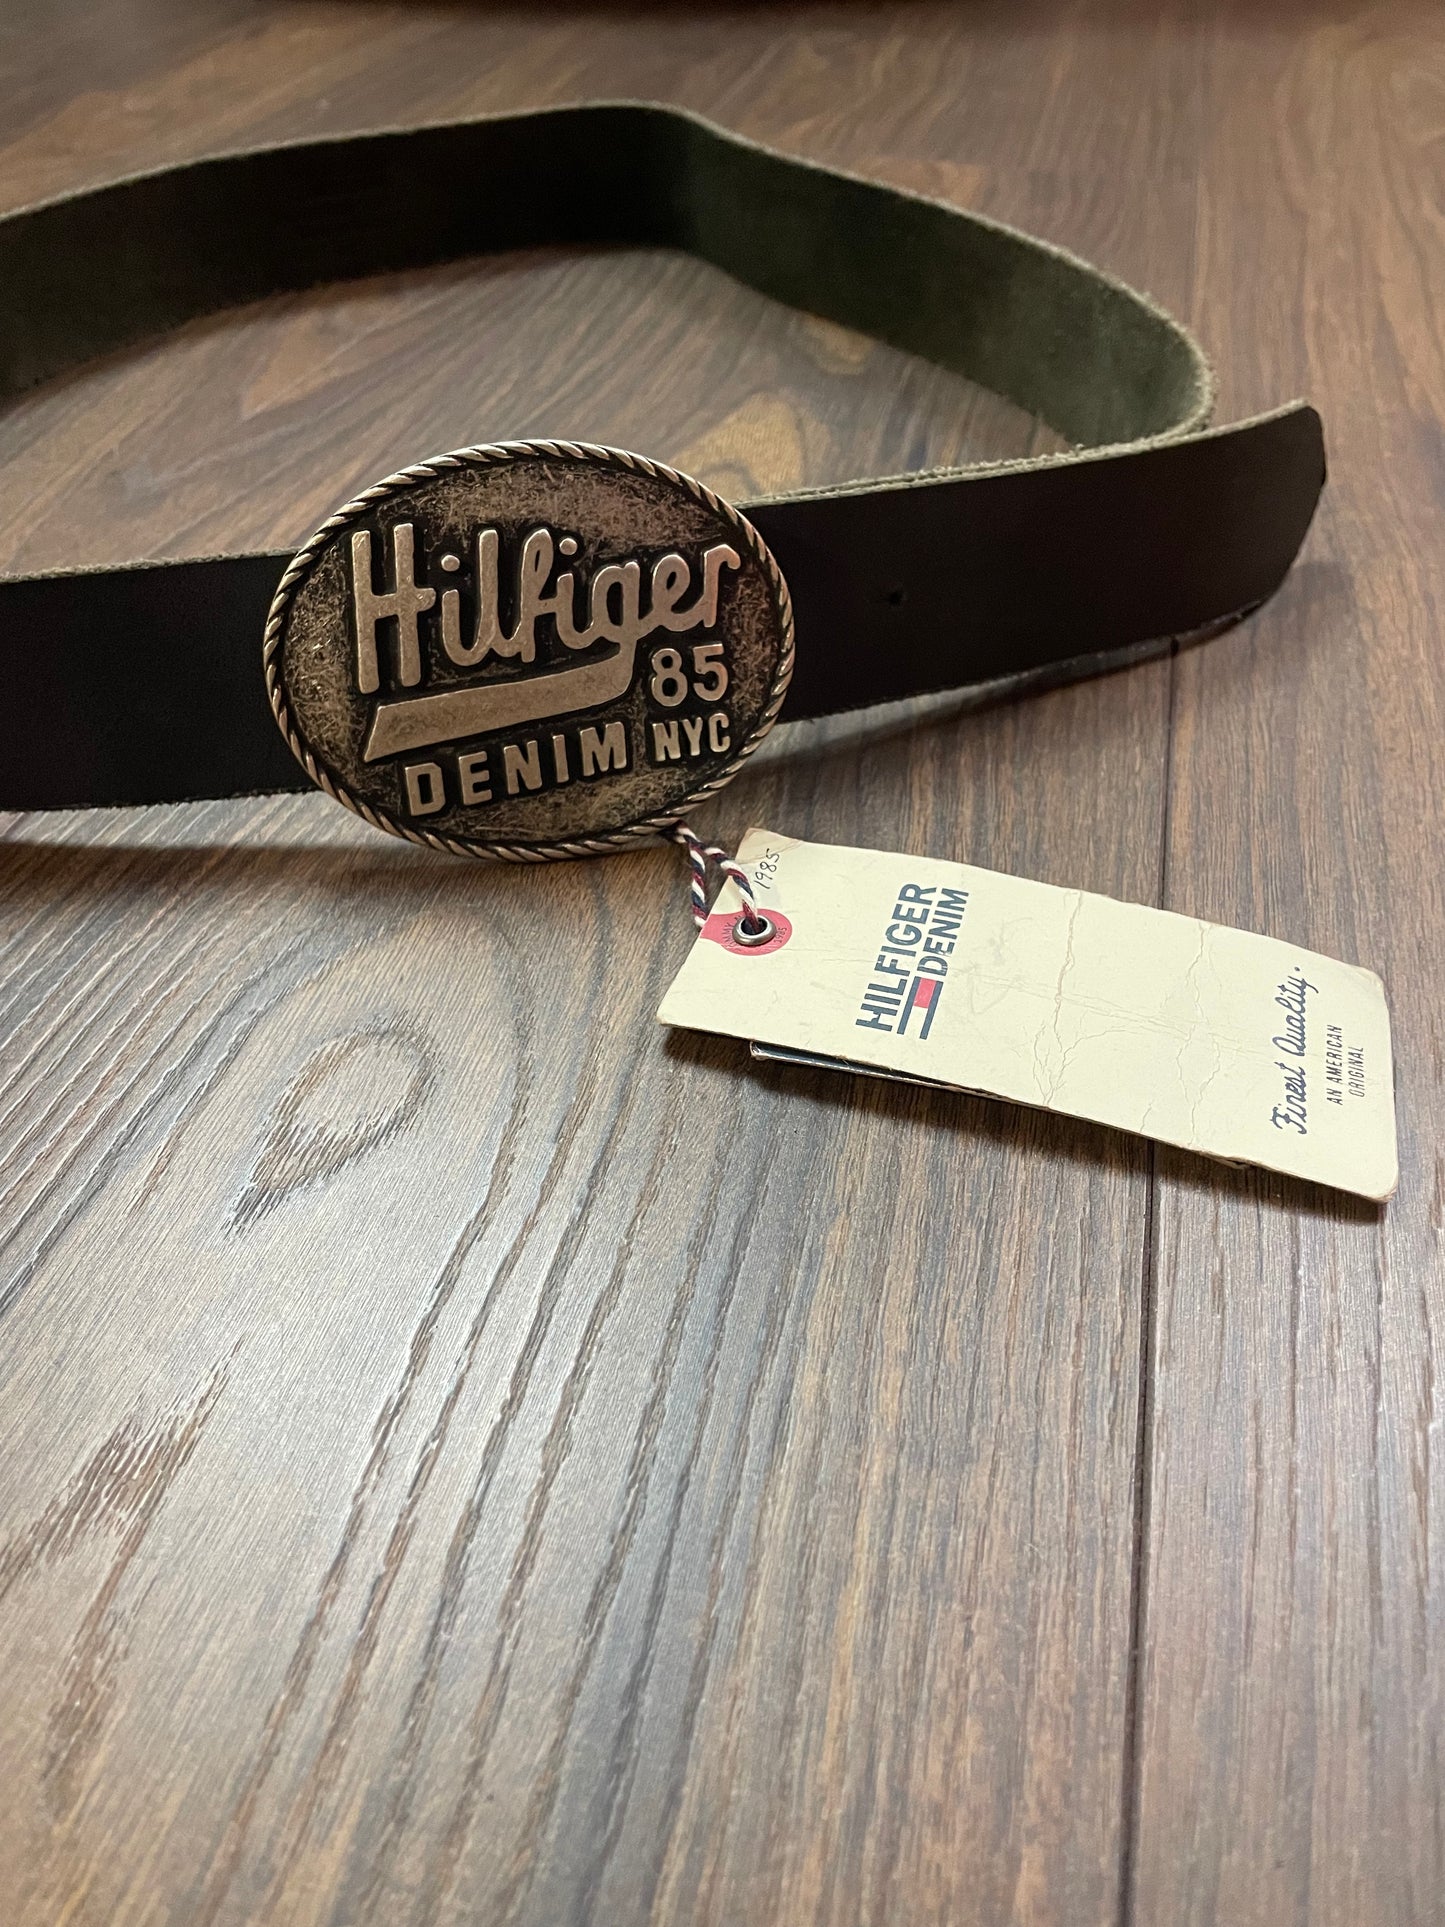 Hilfiger
85
DENIM NYC
1985
HILFIGER
DENIM
Finest Quality.
AN AMERICAN
ORIGINAL